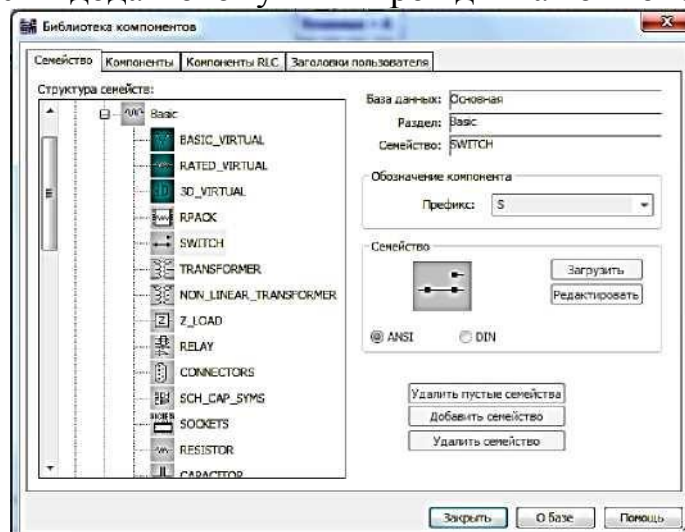 Библиотека компонентов
Семейство Компоненты Компоненты RLC Заголовки пользователя
Структура семейств:
Basic
BASIC_VIRTUAL
RATED_VIRTUAL
3D_VIRTUAL
RPACK
SWITCH
TRANSFORMER
NON_LINEAR_TRANSFORMER
Z_LOAD
RELAY
CONNECTORS
SCH_CAP_SYMS
SOCKETS
RESISTOR
CAPACITOR
База данных: Основная
Раздел: Basic
Семейство: SWITCH
Обозначение компонента
Префикс: S
Семейство
Загрузить
Редактировать
ANSI DIN
Удалить пустые семейства
Добавить семейство
Удалить семейство
Закрыть О базе Помощь